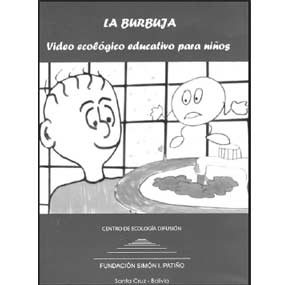 LA BURBUJA
Video ecológico educativo para niños
CENTRO DE ECOLOGÍA DIFUSIÓN
FUNDACIÓN SIMÓN I. PATIÑO
Santa Cruz - Bolivia